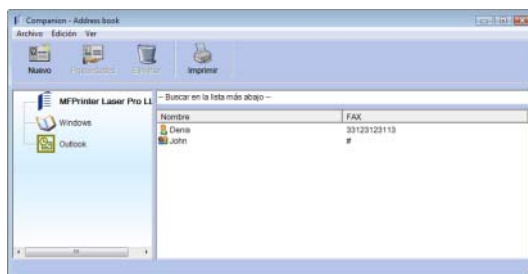 Companion - Address book
Archivo Edición Ver
Nuevo Propiedades Eliminar Imprimir
MFPrinter Laser Pro LL
Windows
Outlook
-- Buscar en la lista más abajo --
Nombre FAX
Denis 33123123113
John #